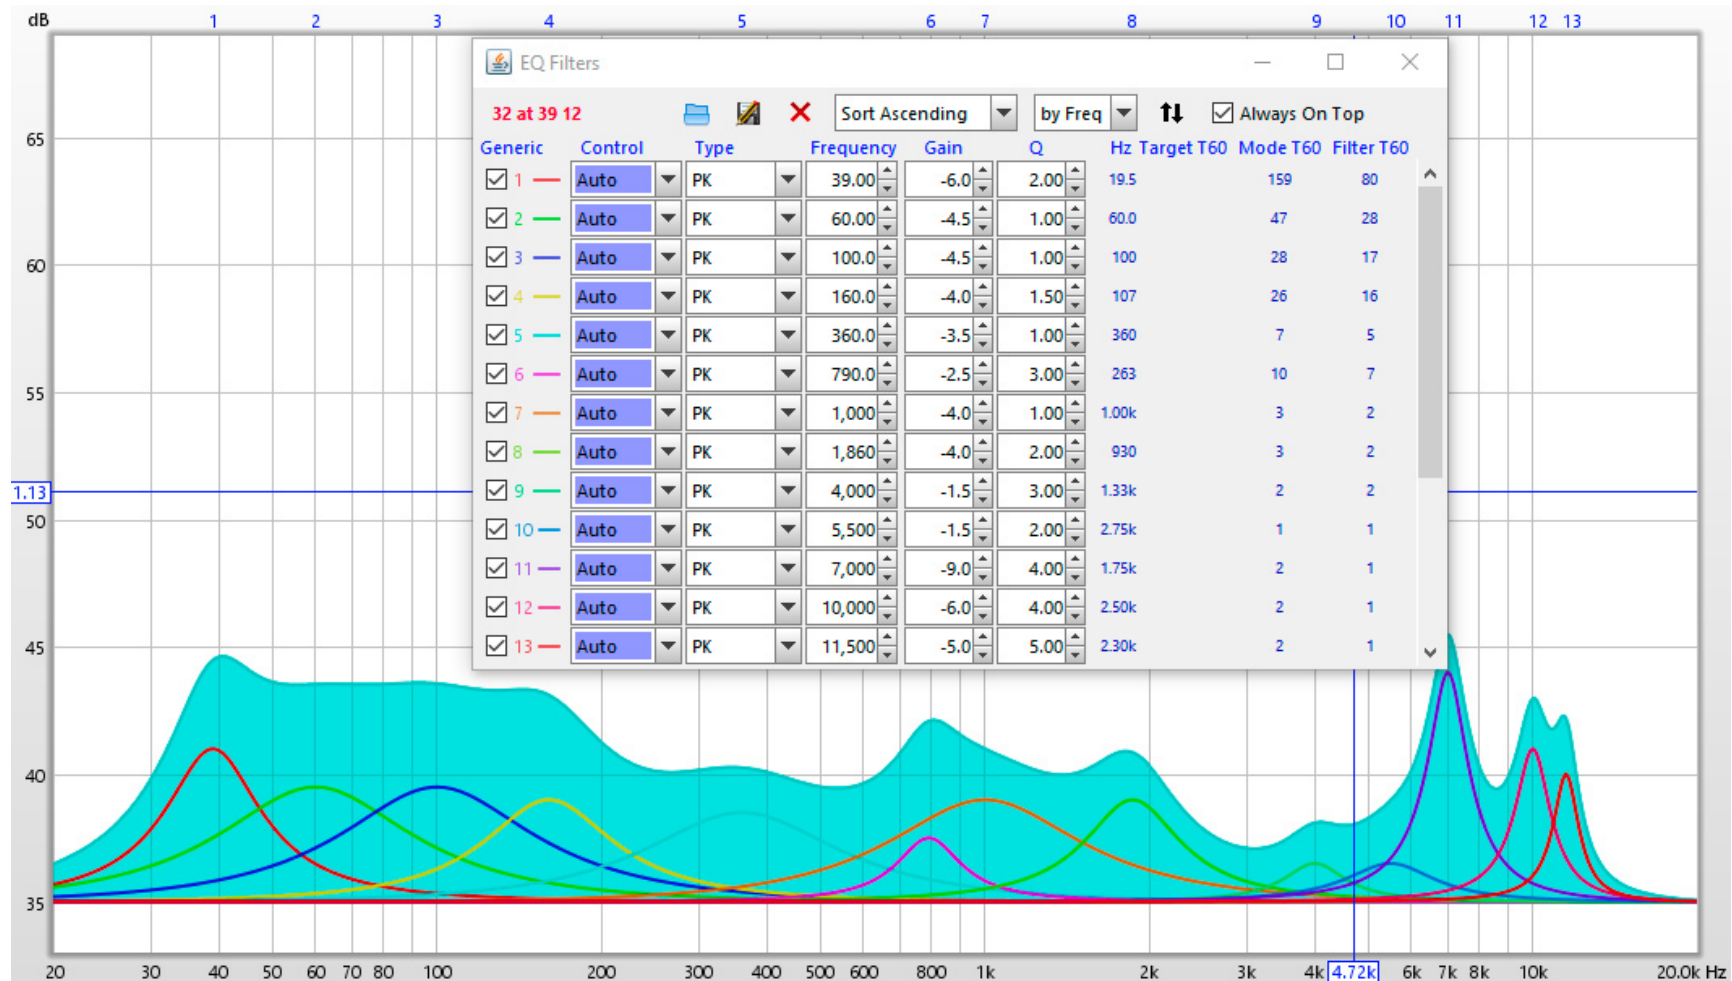 dB 1 2 3 4 5 6 7 8 9 10 11 12 13
EQ Filters
32 at 39 12 Sort Ascending by Freq Always On Top
Generic Control Type Frequency Gain Q Hz Target T60 Mode T60 Filter T60
1 Auto PK 39.00 -6.0 2.00 19.5 159 80
2 Auto PK 60.00 -4.5 1.00 60.0 47 28
3 Auto PK 100.0 -4.5 1.00 100 28 17
4 Auto PK 160.0 -4.0 1.50 107 26 16
5 Auto PK 360.0 -3.5 1.00 360 7 5
6 Auto PK 790.0 -2.5 3.00 263 10 7
7 Auto PK 1,000 -4.0 1.00 1.00k 3 2
8 Auto PK 1,860 -4.0 2.00 930 3 2
9 Auto PK 4,000 -1.5 3.00 1.33k 2 2
10 Auto PK 5,500 -1.5 2.00 2.75k 1 1
11 Auto PK 7,000 -9.0 4.00 1.75k 2 1
12 Auto PK 10,000 -6.0 4.00 2.50k 2 1
13 Auto PK 11,500 -5.0 5.00 2.30k 2 1
65
60
55
1.13
50
45
40
35
20 30 40 50 60 70 80 100 200 300 400 500 600 800 1k 2k 3k 4k 4.72k 6k 7k 8k 10k 20.0k Hz